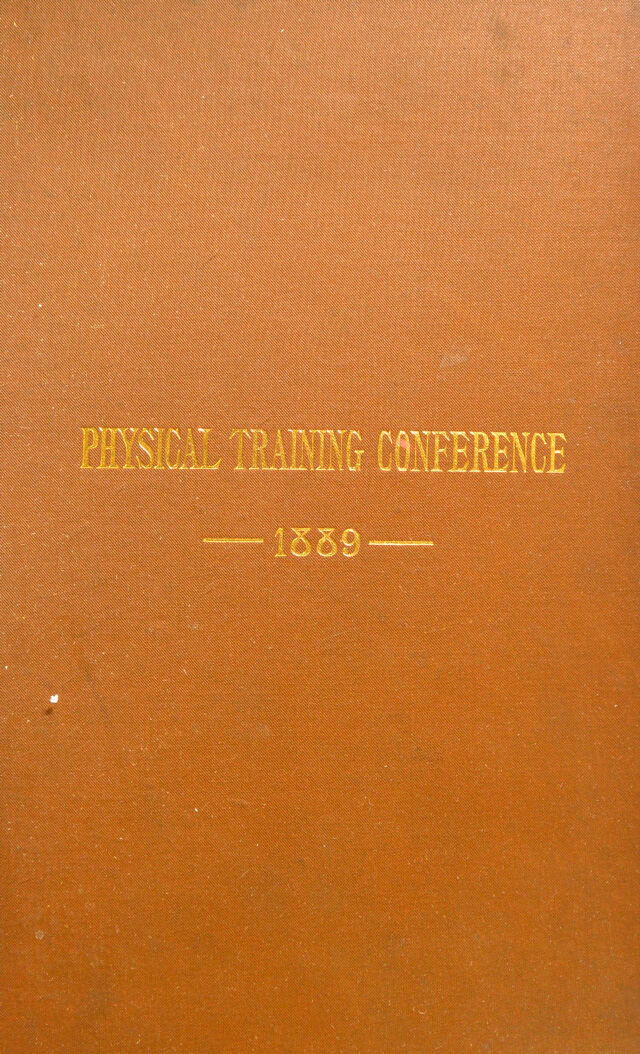 PHYSICAL TRAINING CONFERENCE
— 1889 —